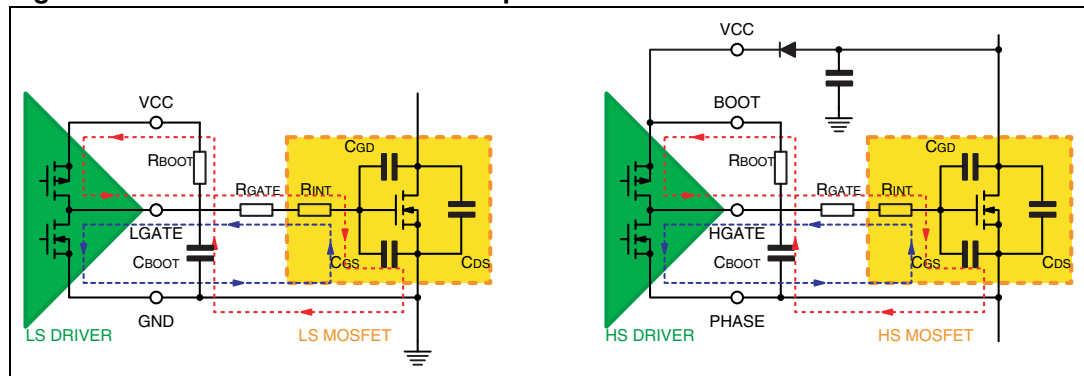 VCC
RBOOT
CGD
RGATE
RINT
LGATE
CBOOT
CGS
CDS
GND
LS DRIVER
LS MOSFET
VCC
BOOT
RBOOT
CGD
RGATE
RINT
HGATE
CBOOT
CGS
CDS
PHASE
HS DRIVER
HS MOSFET